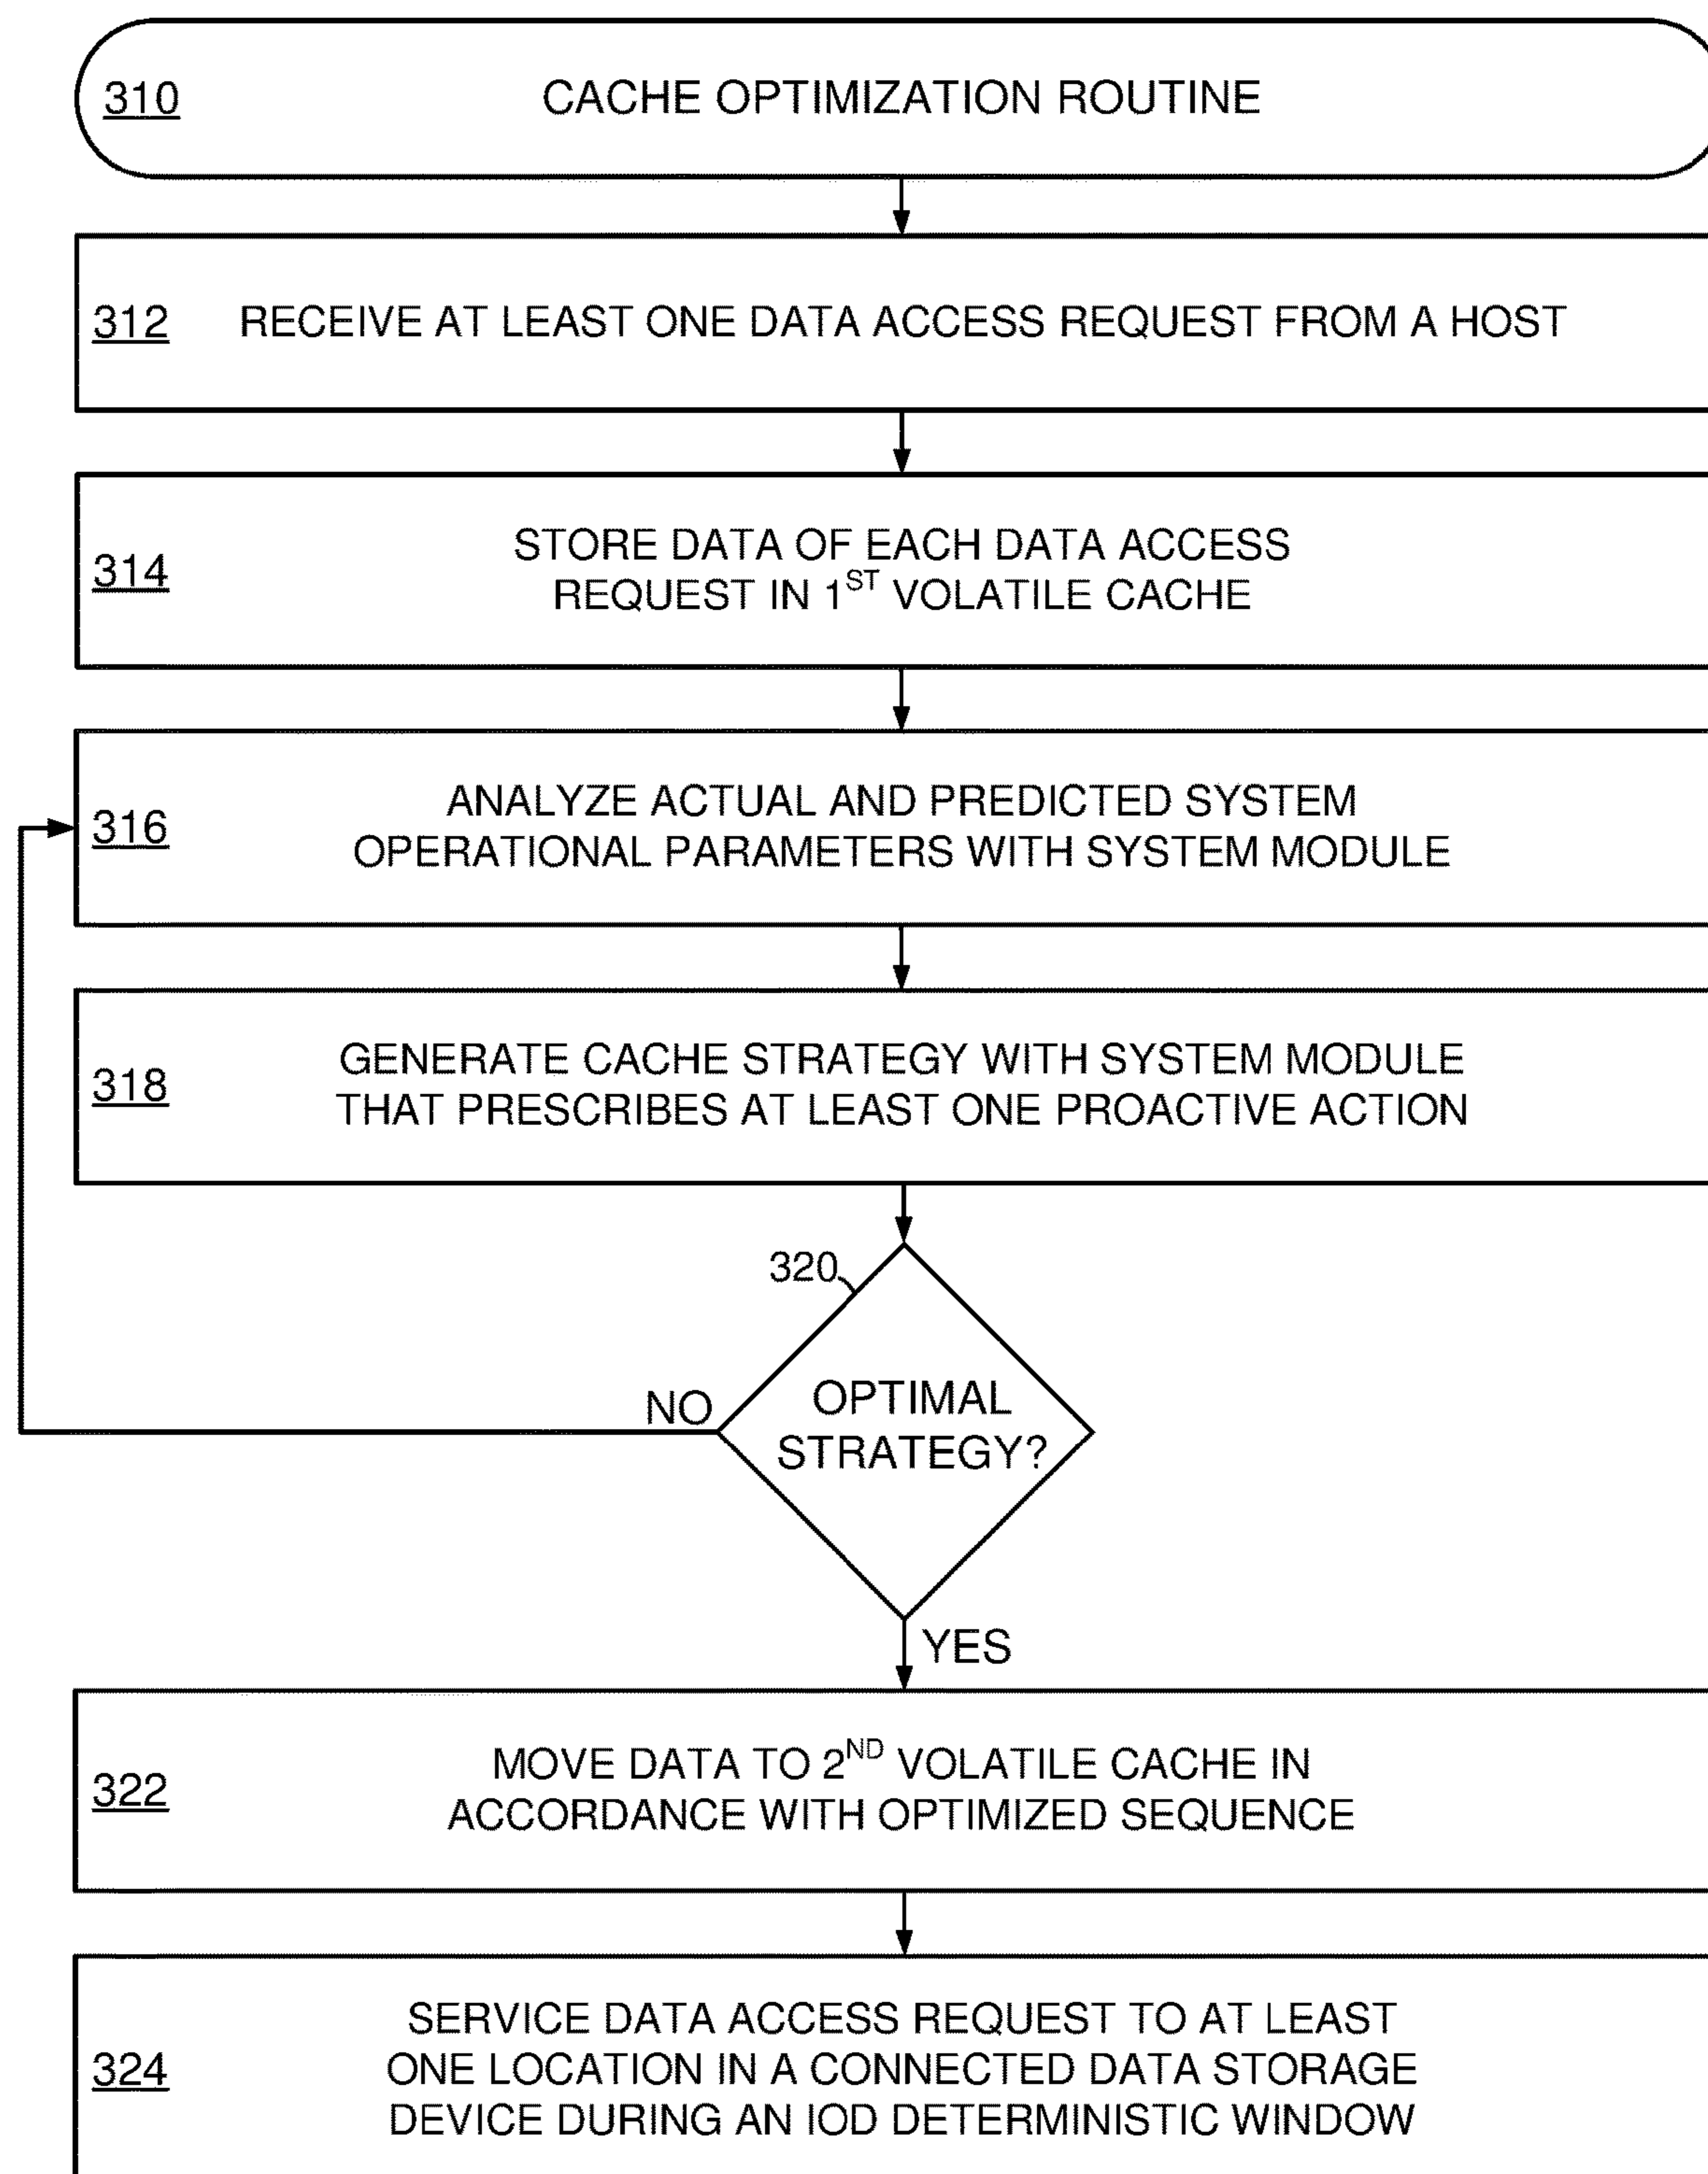 310 CACHE OPTIMIZATION ROUTINE
312 RECEIVE AT LEAST ONE DATA ACCESS REQUEST FROM A HOST
314
STORE DATA OF EACH DATA ACCESS
REQUEST IN 1ST VOLATILE CACHE
316
ANALYZE ACTUAL AND PREDICTED SYSTEM
OPERATIONAL PARAMETERS WITH SYSTEM MODULE
318
GENERATE CACHE STRATEGY WITH SYSTEM MODULE
THAT PRESCRIBES AT LEAST ONE PROACTIVE ACTION
320
NO
OPTIMAL
STRATEGY?
YES
322
MOVE DATA TO 2ND VOLATILE CACHE IN
ACCORDANCE WITH OPTIMIZED SEQUENCE
324
SERVICE DATA ACCESS REQUEST TO AT LEAST
ONE LOCATION IN A CONNECTED DATA STORAGE
DEVICE DURING AN IOD DETERMINISTIC WINDOW